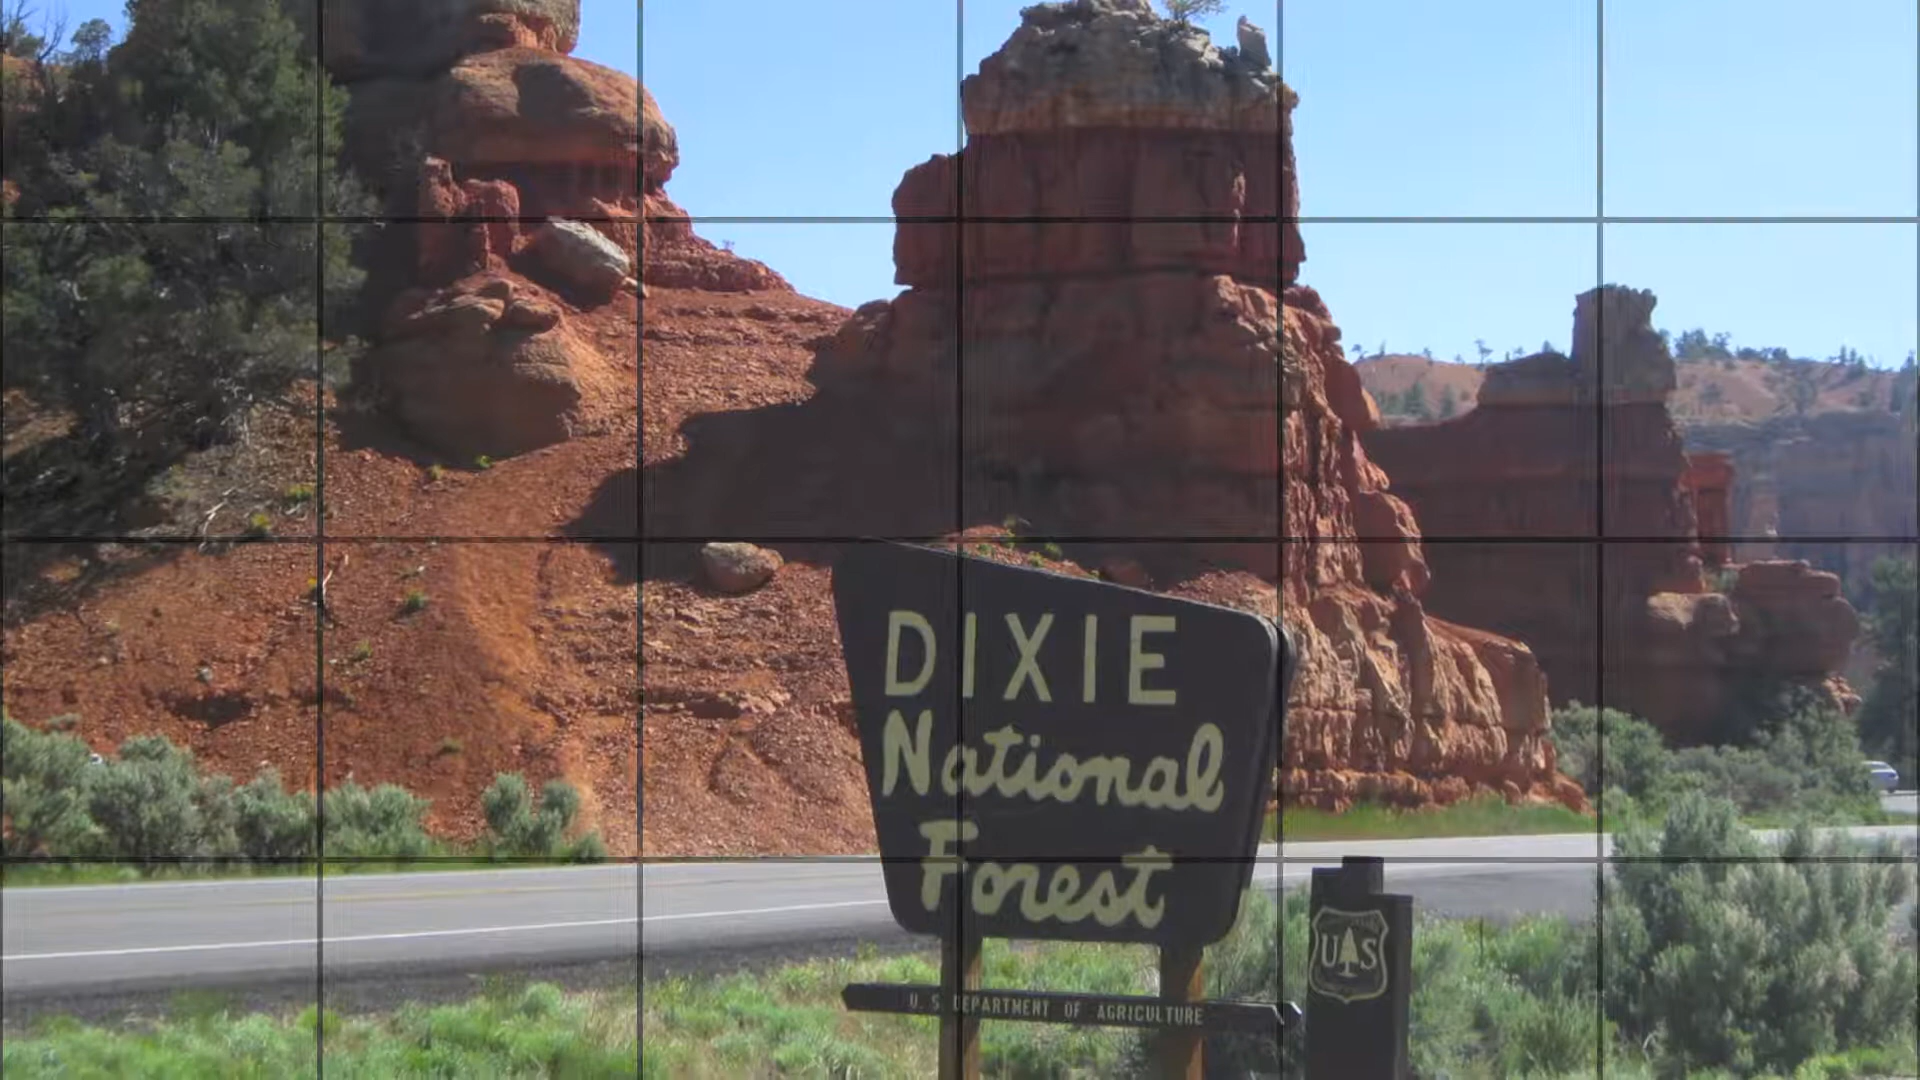 DIXIE
National
Forest
U.S. DEPARTMENT OF AGRICULTURE
US